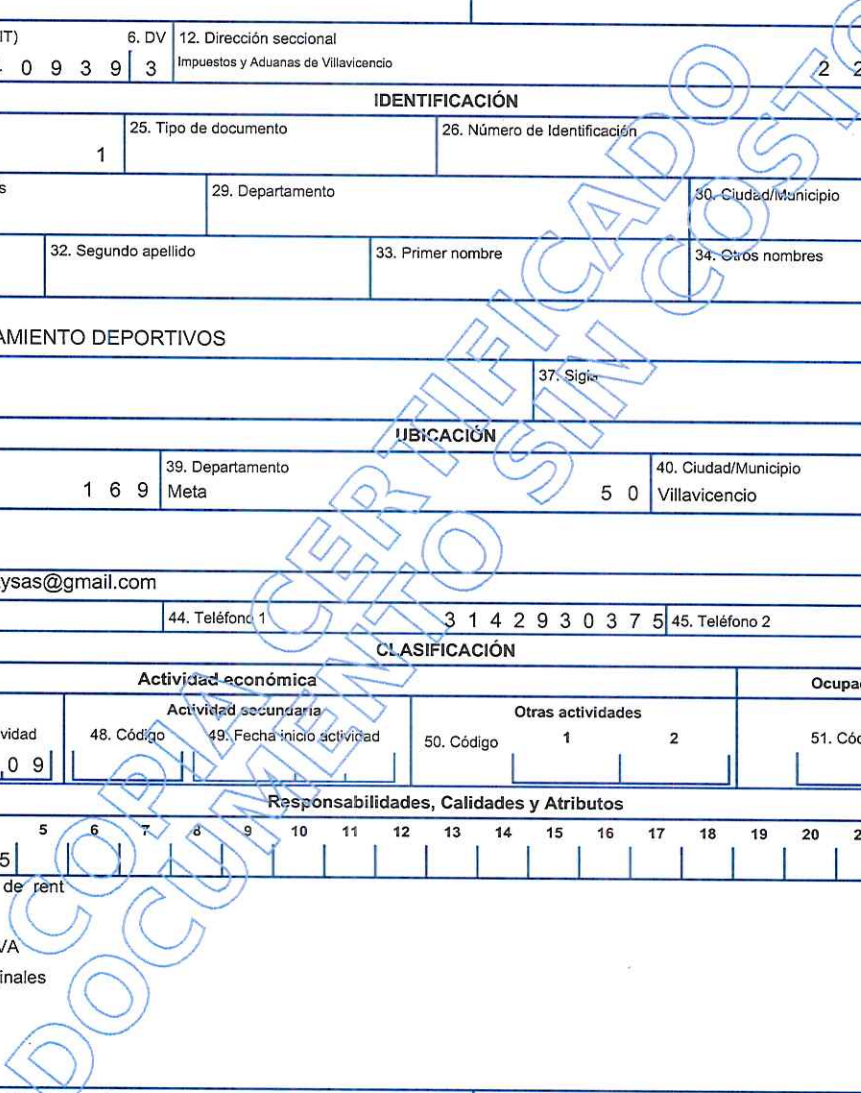 IT) 6. DV 12. Dirección seccional
0 9 3 9 3 Impuestos y Aduanas de Villavicencio 2 2
IDENTIFICACIÓN
25. Tipo de documento 26. Número de Identificación
1
s 29. Departamento 30. Ciudad/Municipio
32. Segundo apellido 33. Primer nombre 34. Otros nombres
AMIENTO DEPORTIVOS
37. Sigla
UBICACIÓN
39. Departamento 40. Ciudad/Municipio
1 6 9 Meta 5 0 Villavicencio
ysas@gmail.com
44. Teléfono 1 3 1 4 2 9 3 0 3 7 5 45. Teléfono 2
CLASIFICACIÓN
Actividad económica Ocupac
Actividad secundaria Otras actividades
vidad 48. Código 49. Fecha inicio actividad 50. Código 1 2 51. Cód
0 9
Responsabilidades, Calidades y Atributos
5 6 7 8 9 10 11 12 13 14 15 16 17 18 19 20 2
5
de rent
VA
inales
COPIA CERTIFICADO
DOCUMENTO SIN COSTO